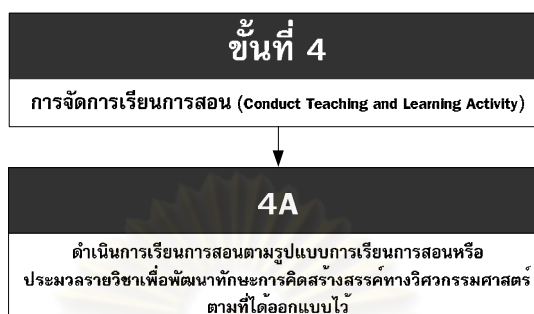 ขั้นที่ 4
การจัดการเรียนการสอน (Conduct Teaching and Learning Activity)
4A
ดำเนินการเรียนการสอนตามรูปแบบการเรียนการสอนหรือ
ประมวลรายวิชาเพื่อพัฒนาทักษะการคิดสร้างสรรค์ทางวิศวกรรมศาสตร์
ตามที่ได้ออกแบบไว้